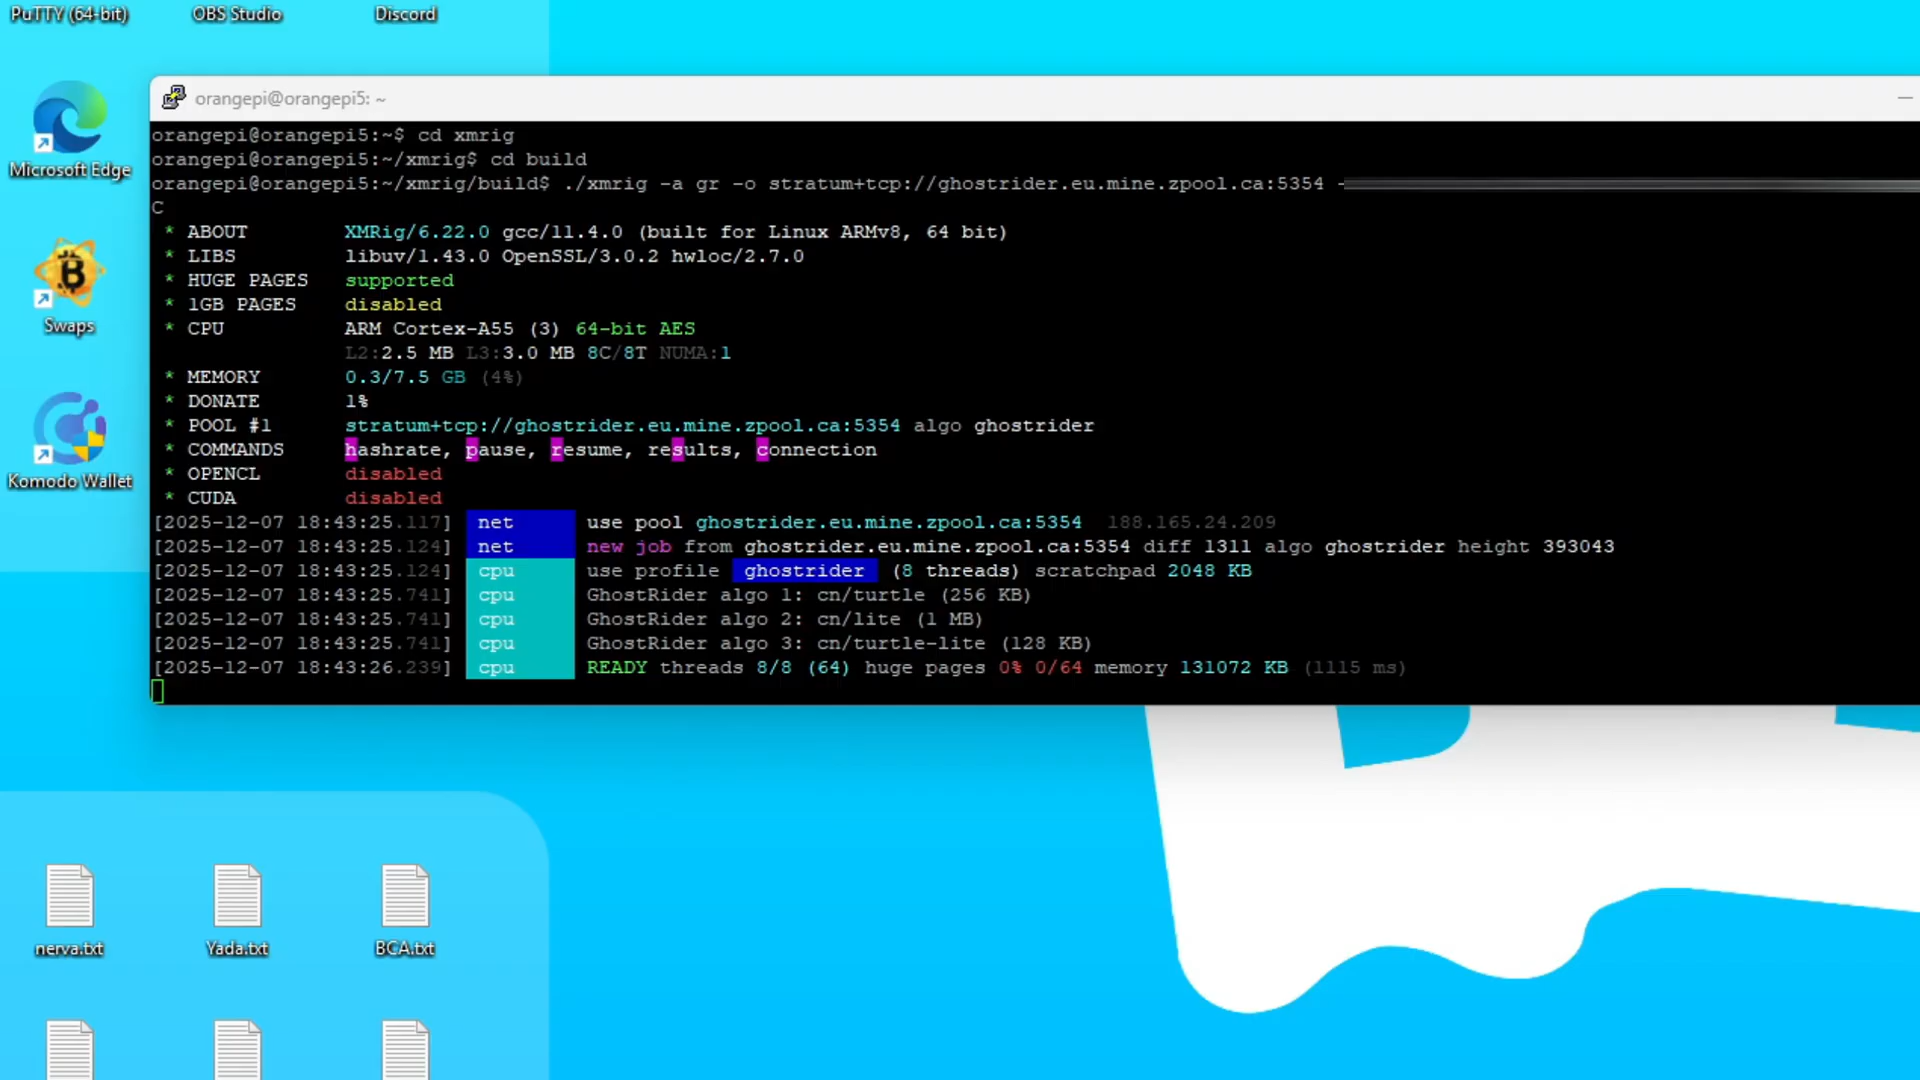 PuTTY (64-bit)
OBS Studio
Discord
Microsoft Edge
Swaps
Komodo Wallet
orangepi@orangepi5: ~
orangepi@orangepi5:~$ cd xmrig
orangepi@orangepi5:~/xmrig$ cd build
orangepi@orangepi5:~/xmrig/build$ ./xmrig -a gr -o stratum+tcp://ghostrider.eu.mine.zpool.ca:5354 -
C
* ABOUT XMRig/6.22.0 gcc/11.4.0 (built for Linux ARMv8, 64 bit)
* LIBS libuv/1.43.0 OpenSSL/3.0.2 hwloc/2.7.0
* HUGE PAGES supported
* 1GB PAGES disabled
* CPU ARM Cortex-A55 (3) 64-bit AES
L2:2.5 MB L3:3.0 MB 8C/8T NUMA:1
* MEMORY 0.3/7.5 GB (4%)
* DONATE 1%
* POOL #1 stratum+tcp://ghostrider.eu.mine.zpool.ca:5354 algo ghostrider
* COMMANDS hashrate, pause, resume, results, connection
* OPENCL disabled
* CUDA disabled
[2025-12-07 18:43:25.117] net use pool ghostrider.eu.mine.zpool.ca:5354 188.165.24.209
[2025-12-07 18:43:25.124] net new job from ghostrider.eu.mine.zpool.ca:5354 diff 1311 algo ghostrider height 393043
[2025-12-07 18:43:25.124] cpu use profile ghostrider (8 threads) scratchpad 2048 KB
[2025-12-07 18:43:25.741] cpu GhostRider algo 1: cn/turtle (256 KB)
[2025-12-07 18:43:25.741] cpu GhostRider algo 2: cn/lite (1 MB)
[2025-12-07 18:43:25.741] cpu GhostRider algo 3: cn/turtle-lite (128 KB)
[2025-12-07 18:43:26.239] cpu READY threads 8/8 (64) huge pages 0% 0/64 memory 131072 KB (1115 ms)
nerva.txt
Yada.txt
BCA.txt